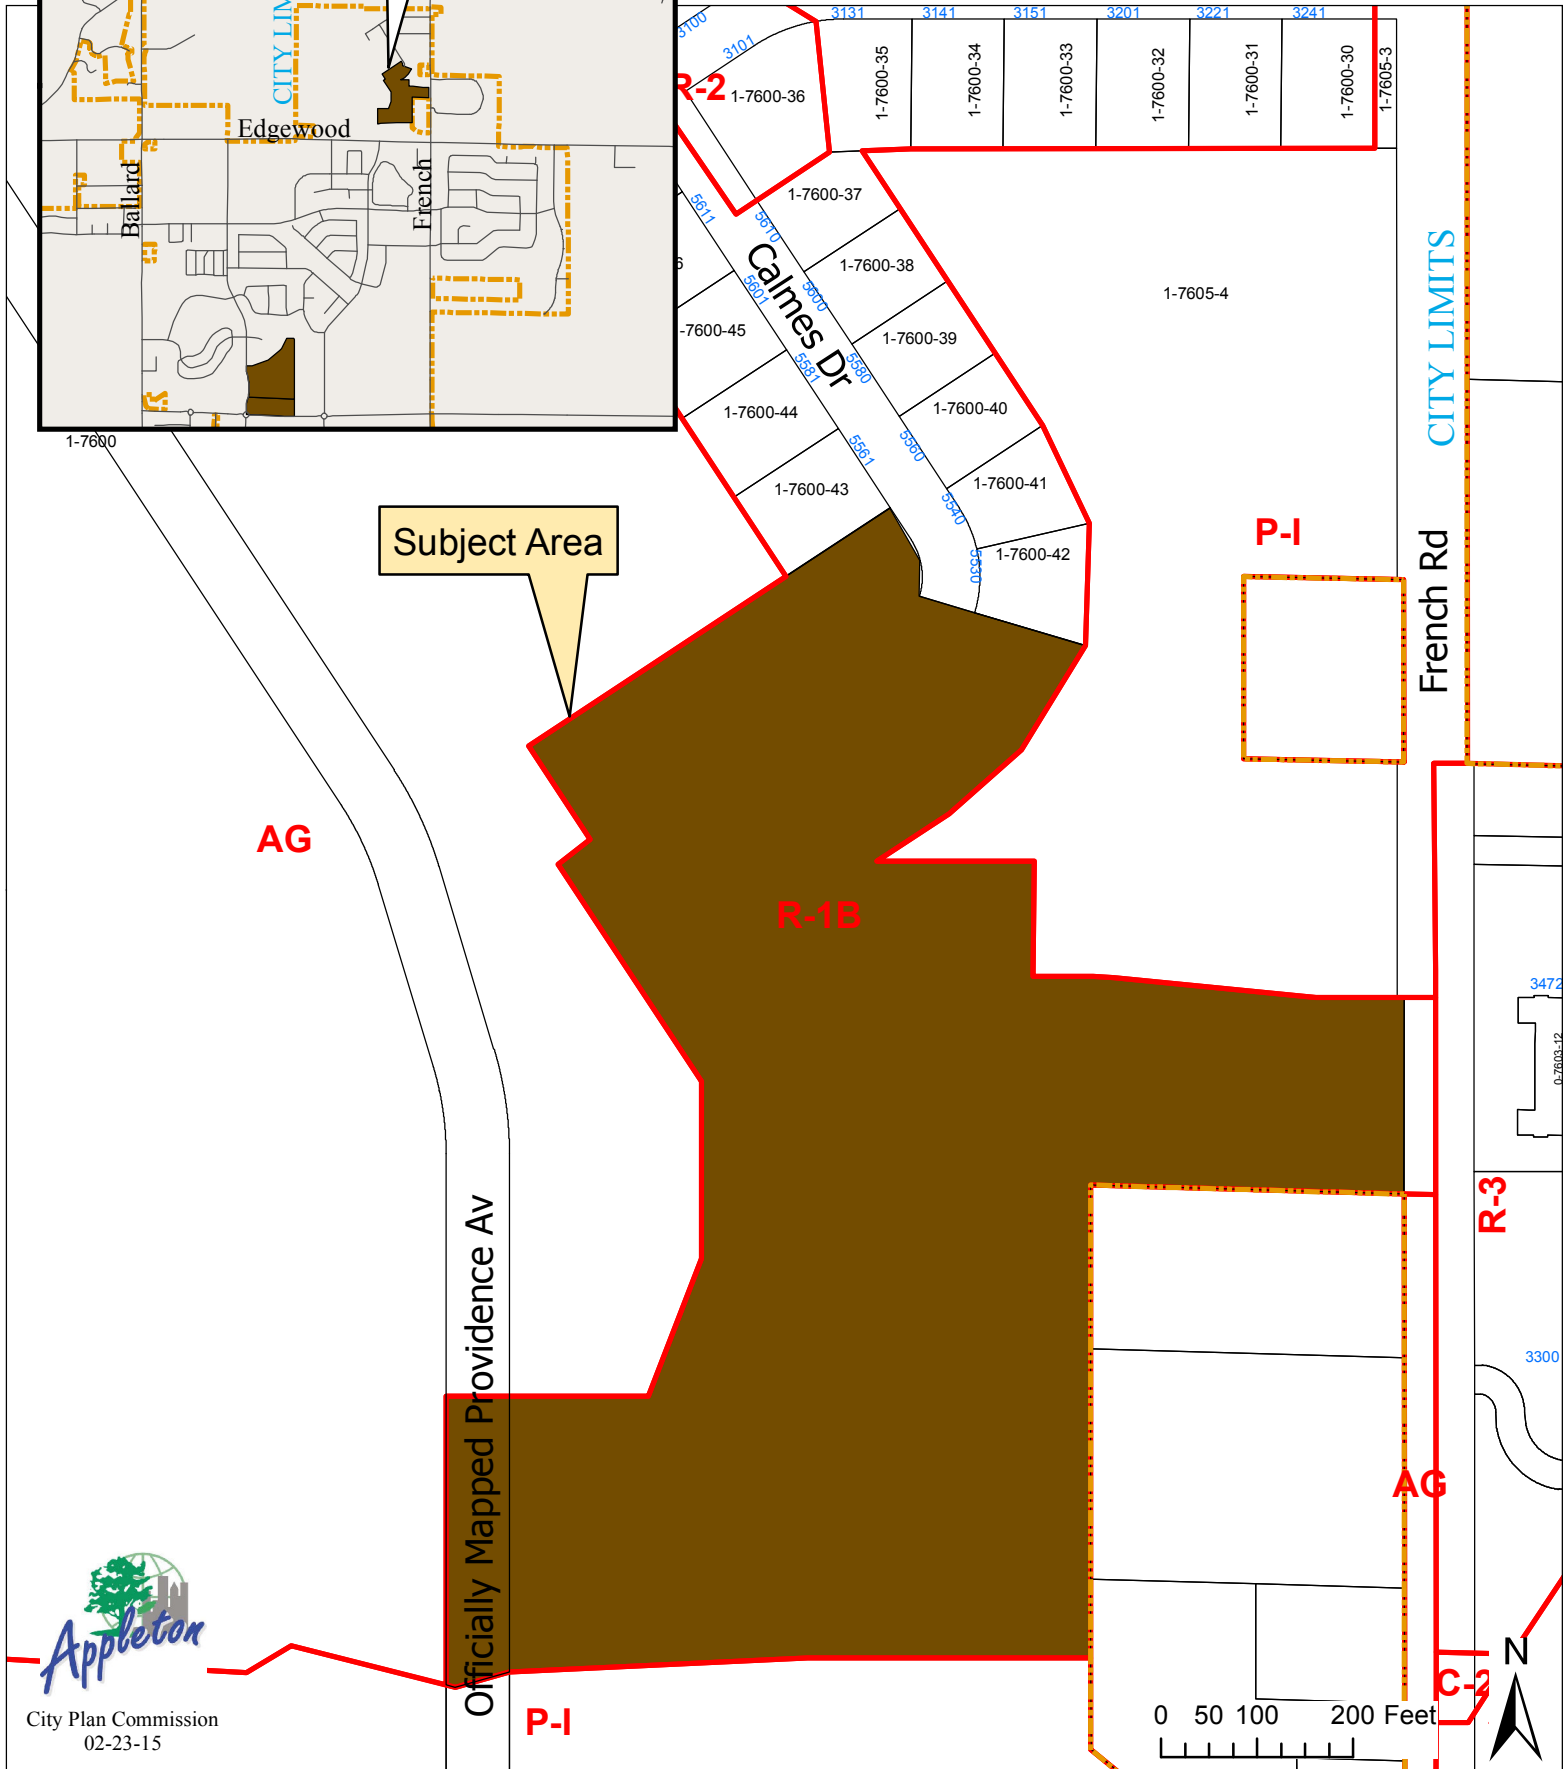 CITY LIM
Edgewood
Ballard
French
3100
3101
3131
3141
3151
3201
3221
3241
R-2
1-7600-36
1-7600-35
1-7600-34
1-7600-33
1-7600-32
1-7600-31
1-7600-30
1-7605-3
1-7600-37
5611
5610
1-7600-38
6
5601
5600
Calmes Dr
1-7605-4
CITY LIMITS
-7600-45
1-7600-39
5581
5580
1-7600-44
1-7600-40
1-7600
5561
5560
1-7600-43
1-7600-41
5540
Subject Area
P-I
1-7600-42
5530
French Rd
AG
R-1B
3472
0-7603-12
R-3
Officially Mapped Providence Av
3300
AG
Appleton
City Plan Commission
02-23-15
P-I
C-2
N
0 50 100 200 Feet